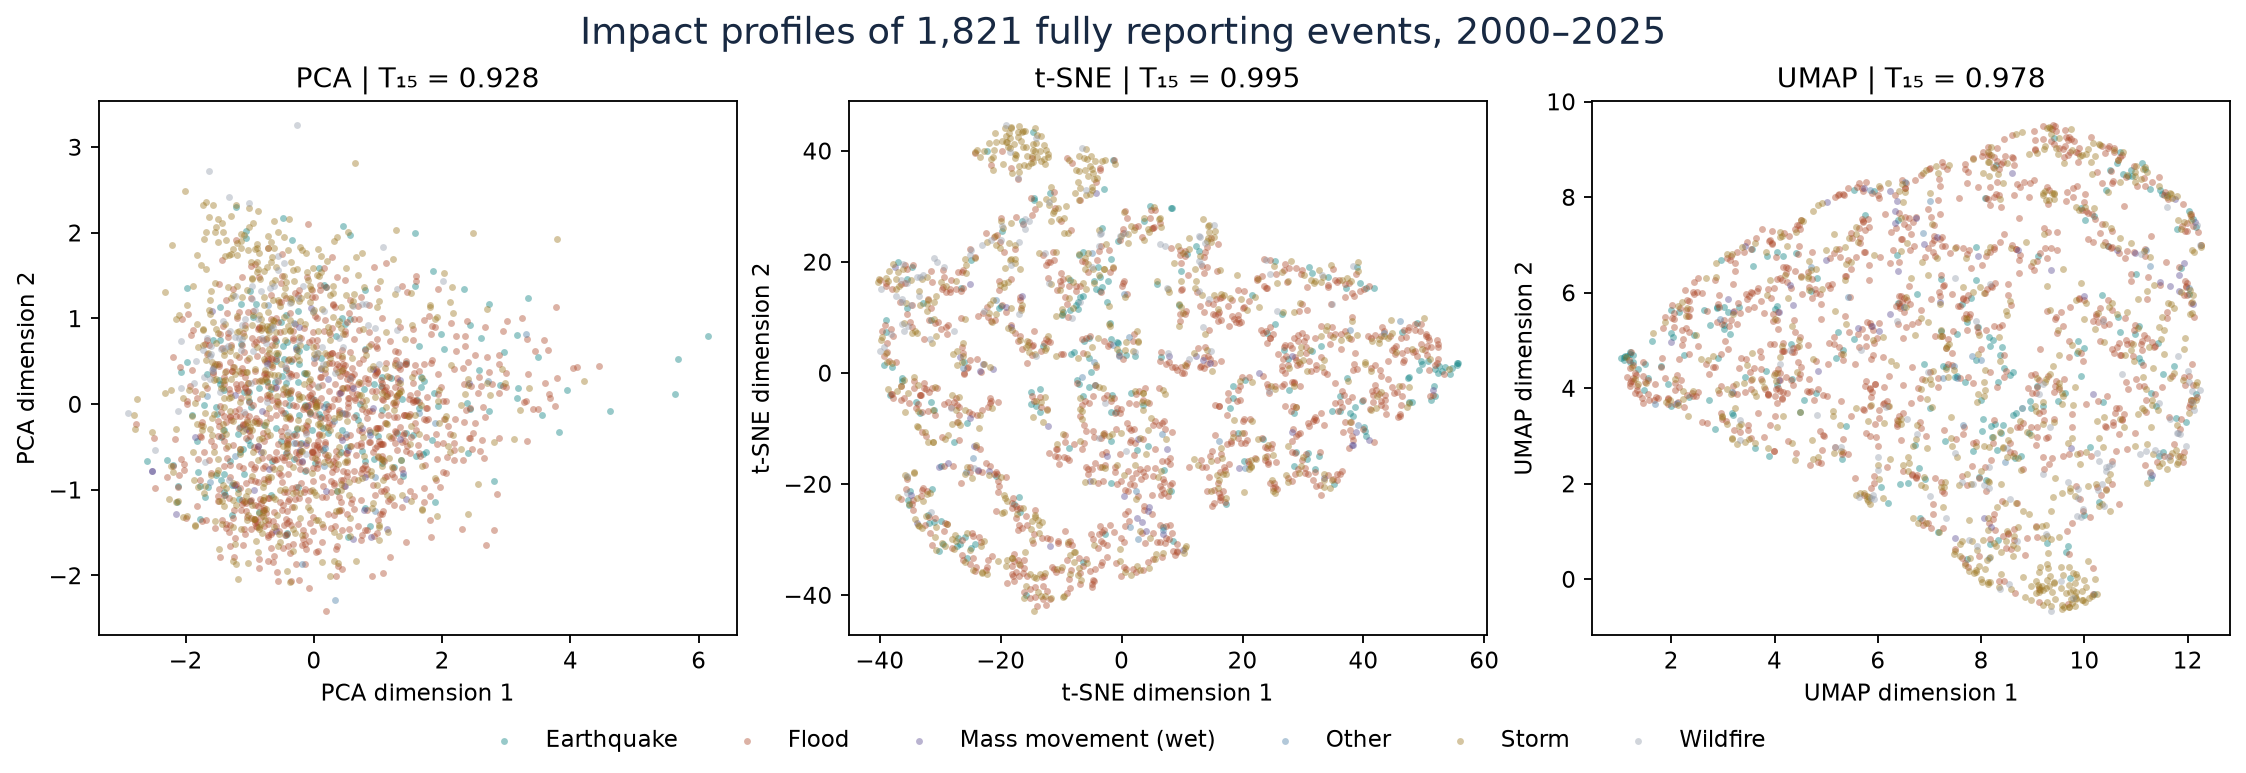 Impact profiles of 1,821 fully reporting events, 2000–2025
PCA | T₁₅ = 0.928
3
2
1
0
−1
−2
PCA dimension 2
−2
0
2
4
6
PCA dimension 1
t-SNE | T₁₅ = 0.995
40
20
0
−20
−40
t-SNE dimension 2
−40
−20
0
20
40
60
t-SNE dimension 1
UMAP | T₁₅ = 0.978
10
8
6
4
2
0
UMAP dimension 2
2
4
6
8
10
12
UMAP dimension 1
Earthquake
Flood
Mass movement (wet)
Other
Storm
Wildfire